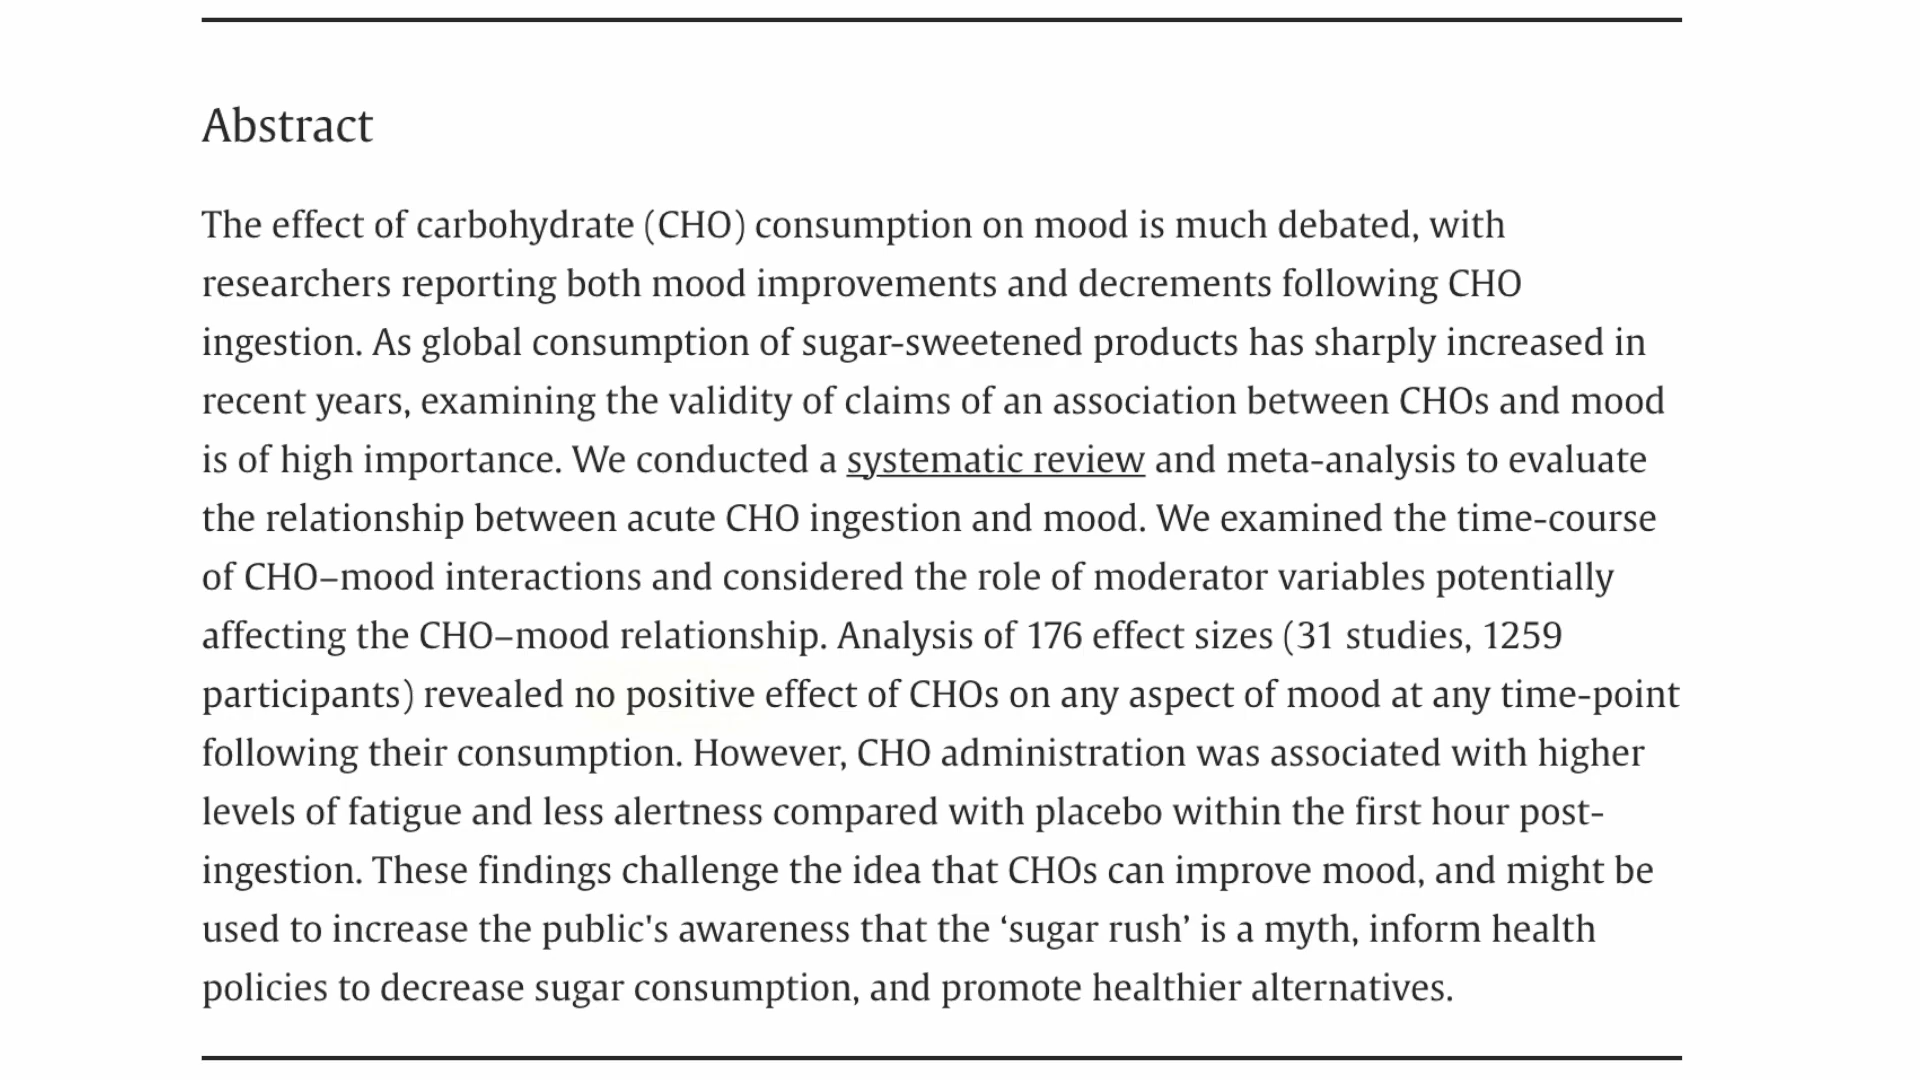 Abstract
The effect of carbohydrate (CHO) consumption on mood is much debated, with
researchers reporting both mood improvements and decrements following CHO
ingestion. As global consumption of sugar-sweetened products has sharply increased in
recent years, examining the validity of claims of an association between CHOs and mood
is of high importance. We conducted a systematic review and meta-analysis to evaluate
the relationship between acute CHO ingestion and mood. We examined the time-course
of CHO–mood interactions and considered the role of moderator variables potentially
affecting the CHO–mood relationship. Analysis of 176 effect sizes (31 studies, 1259
participants) revealed no positive effect of CHOs on any aspect of mood at any time-point
following their consumption. However, CHO administration was associated with higher
levels of fatigue and less alertness compared with placebo within the first hour post-
ingestion. These findings challenge the idea that CHOs can improve mood, and might be
used to increase the public's awareness that the ‘sugar rush’ is a myth, inform health
policies to decrease sugar consumption, and promote healthier alternatives.